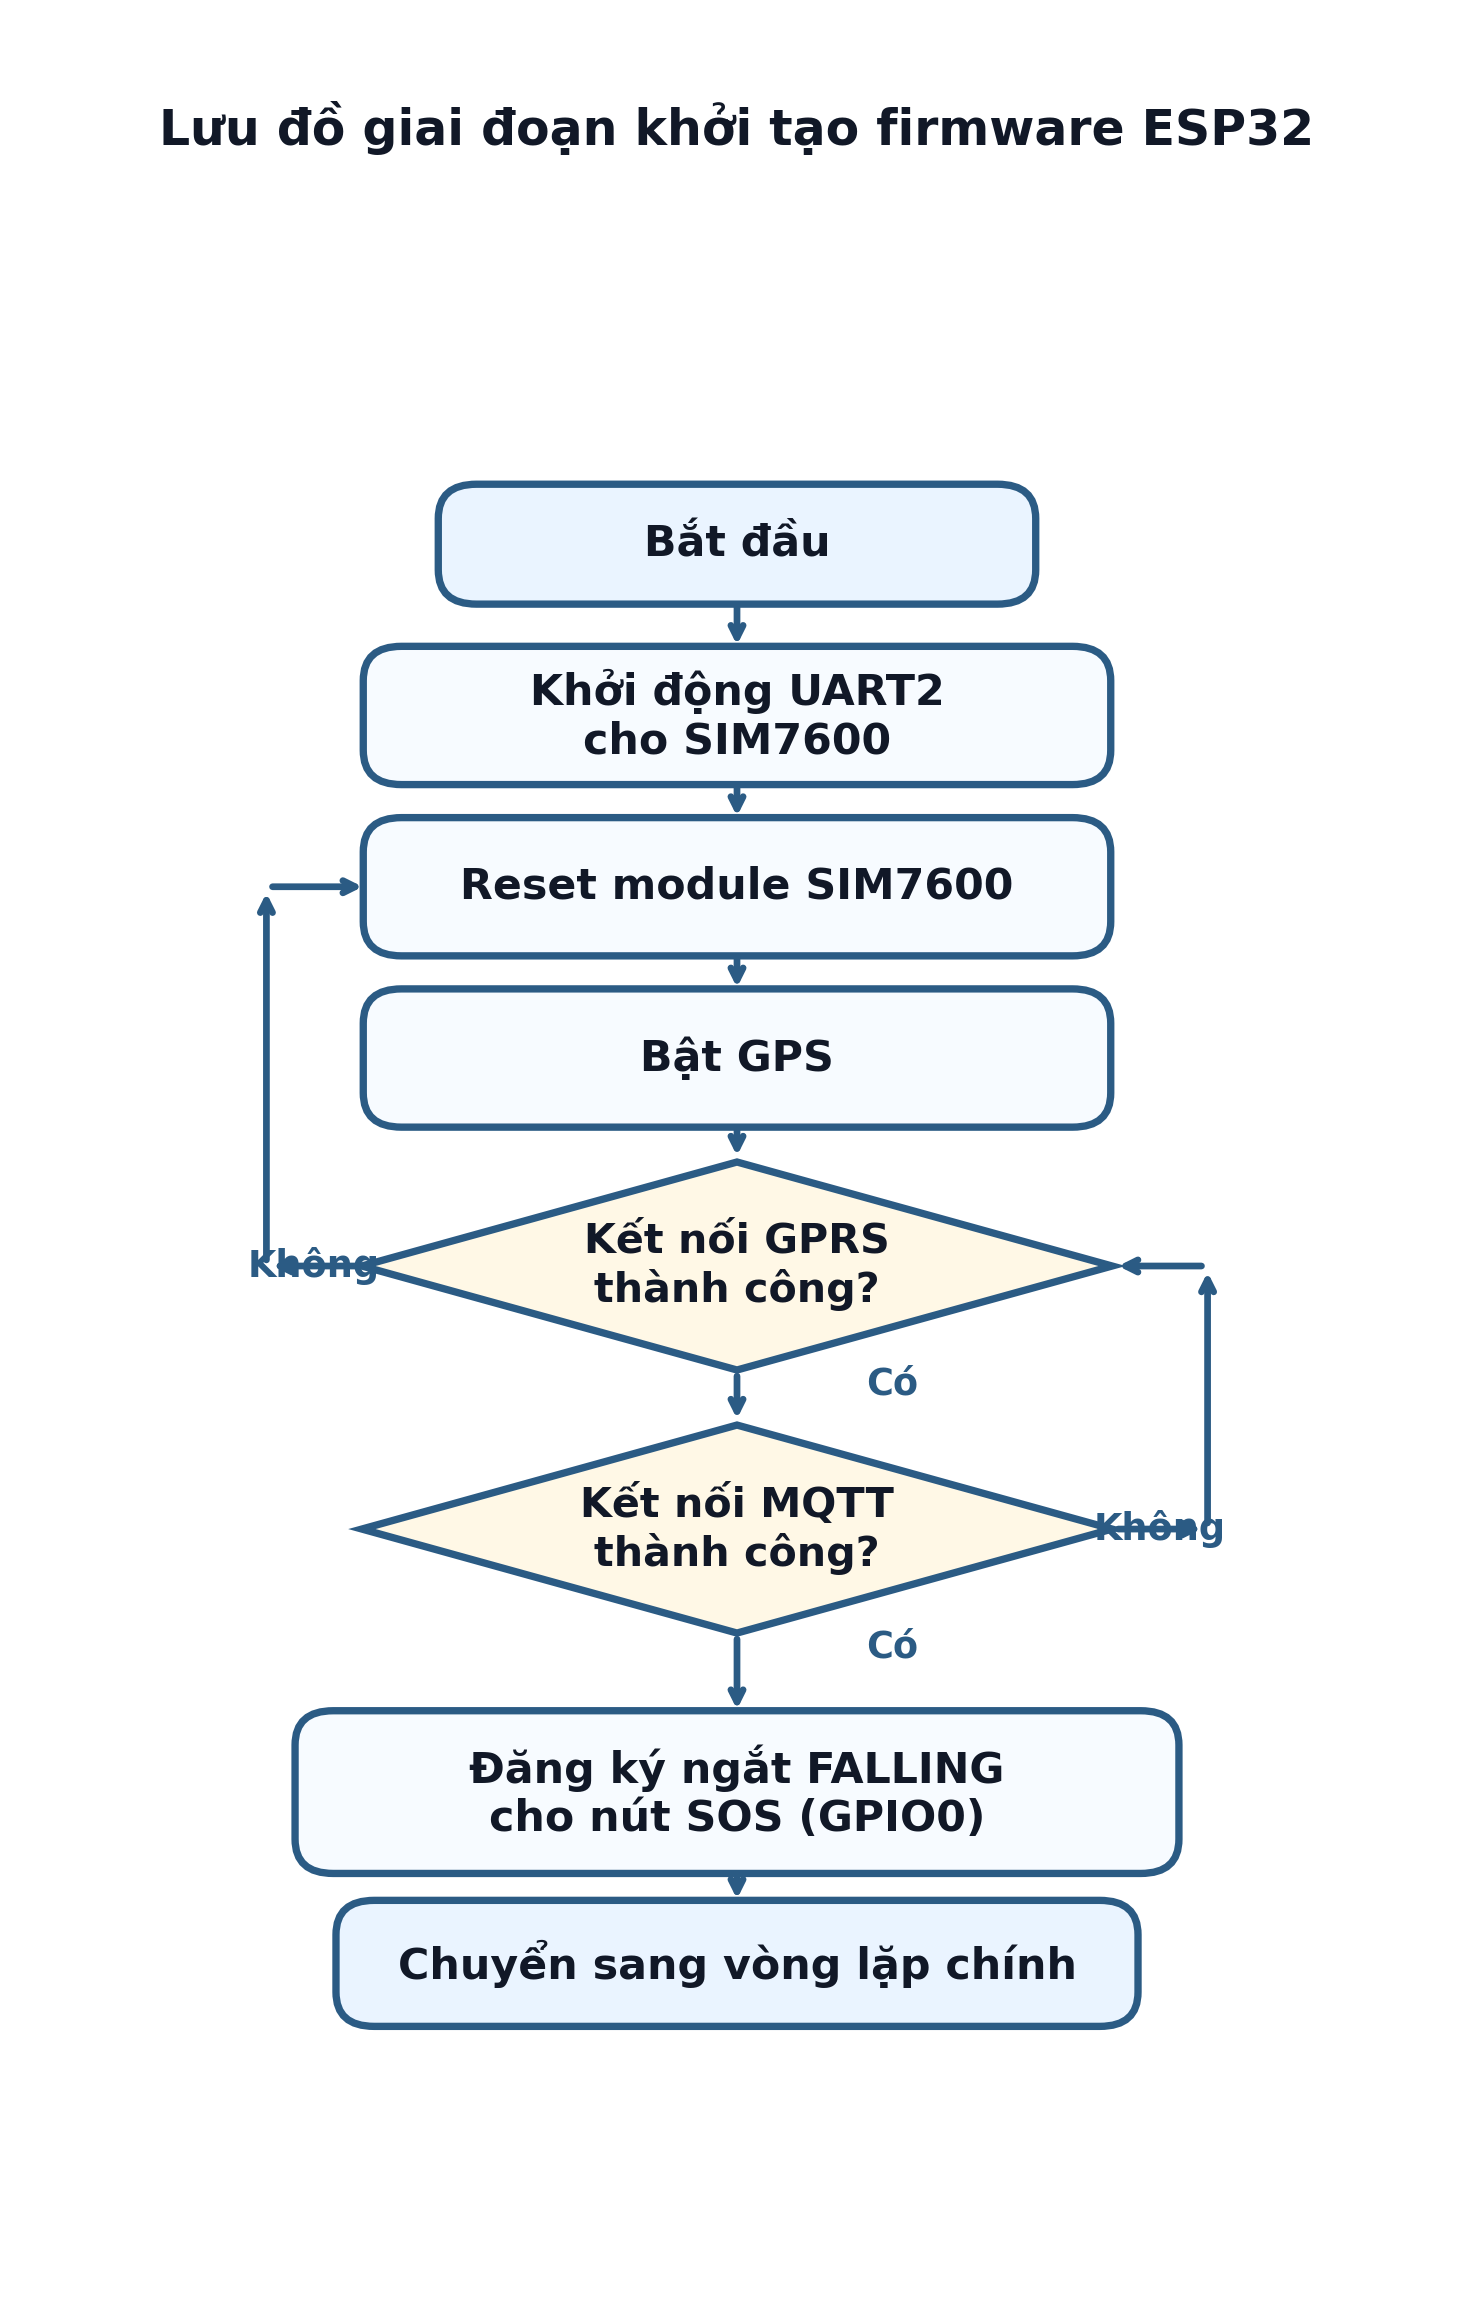 Lưu đồ giai đoạn khởi tạo firmware ESP32
Bắt đầu
Khởi động UART2
cho SIM7600
Reset module SIM7600
Bật GPS
Kết nối GPRS
thành công?
Không
Có
Kết nối MQTT
thành công?
Không
Có
Đăng ký ngắt FALLING
cho nút SOS (GPIO0)
Chuyển sang vòng lặp chính